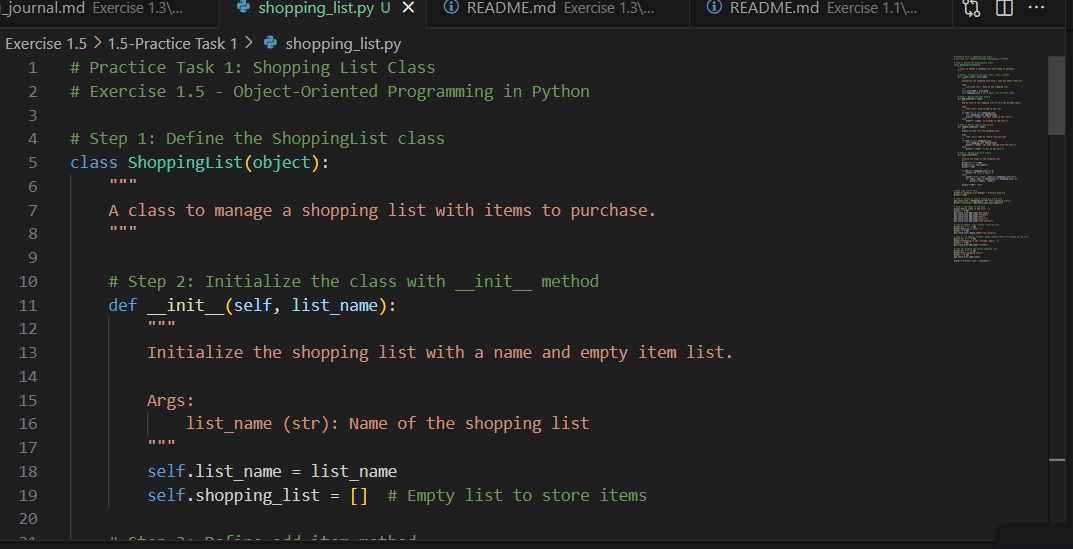 _journal.md Exercise 1.3\... shopping_list.py U README.md Exercise 1.3\... README.md Exercise 1.1\...
Exercise 1.5 > 1.5-Practice Task 1 > shopping_list.py
1 # Practice Task 1: Shopping List Class
2 # Exercise 1.5 - Object-Oriented Programming in Python
3
4 # Step 1: Define the ShoppingList class
5 class ShoppingList(object):
6 """
7 A class to manage a shopping list with items to purchase.
8 """
9
10 # Step 2: Initialize the class with __init__ method
11 def __init__(self, list_name):
12 """
13 Initialize the shopping list with a name and empty item list.
14
15 Args:
16 list_name (str): Name of the shopping list
17 """
18 self.list_name = list_name
19 self.shopping_list = [] # Empty list to store items
20
21 # Step 3: Define add_item method